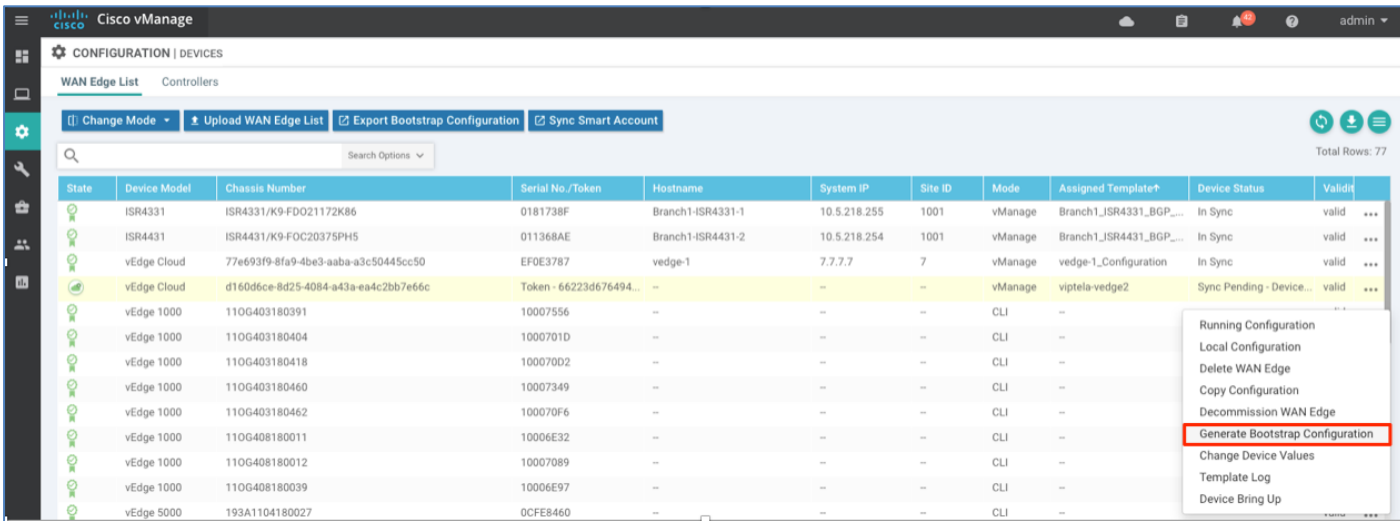 cisco Cisco vManage 42 admin
CONFIGURATION | DEVICES
WAN Edge List Controllers
Change Mode Upload WAN Edge List Export Bootstrap Configuration Sync Smart Account
Search Options Total Rows: 77
State Device Model Chassis Number Serial No./Token Hostname System IP Site ID Mode Assigned Template↑ Device Status Validit
ISR4331 ISR4331/K9-FDO21172K86 0181738F Branch1-ISR4331-1 10.5.218.255 1001 vManage Branch1_ISR4331_BGP_... In Sync valid ...
ISR4431 ISR4431/K9-FOC20375PH5 011368AE Branch1-ISR4431-2 10.5.218.254 1001 vManage Branch1_ISR4431_BGP_... In Sync valid ...
vEdge Cloud 77e693f9-8fa9-4be3-aaba-a3c50445cc50 EF0E3787 vedge-1 7.7.7.7 7 vManage vedge-1_Configuration In Sync valid ...
vEdge Cloud d160d6ce-8d25-4084-a43a-ea4c2bb7e66c Token - 66223d676494... -- -- -- vManage viptela-vedge2 Sync Pending - Device... valid ...
vEdge 1000 11OG403180391 10007556 -- -- -- CLI --
vEdge 1000 11OG403180404 1000701D -- -- -- CLI --
vEdge 1000 11OG403180418 100070D2 -- -- -- CLI --
vEdge 1000 11OG403180460 10007349 -- -- -- CLI --
vEdge 1000 11OG403180462 100070F6 -- -- -- CLI --
vEdge 1000 11OG408180011 10006E32 -- -- -- CLI --
vEdge 1000 11OG408180012 10007089 -- -- -- CLI --
vEdge 1000 11OG408180039 10006E97 -- -- -- CLI --
vEdge 5000 193A1104180027 0CFE8460 -- -- -- CLI --
Running Configuration
Local Configuration
Delete WAN Edge
Copy Configuration
Decommission WAN Edge
Generate Bootstrap Configuration
Change Device Values
Template Log
Device Bring Up